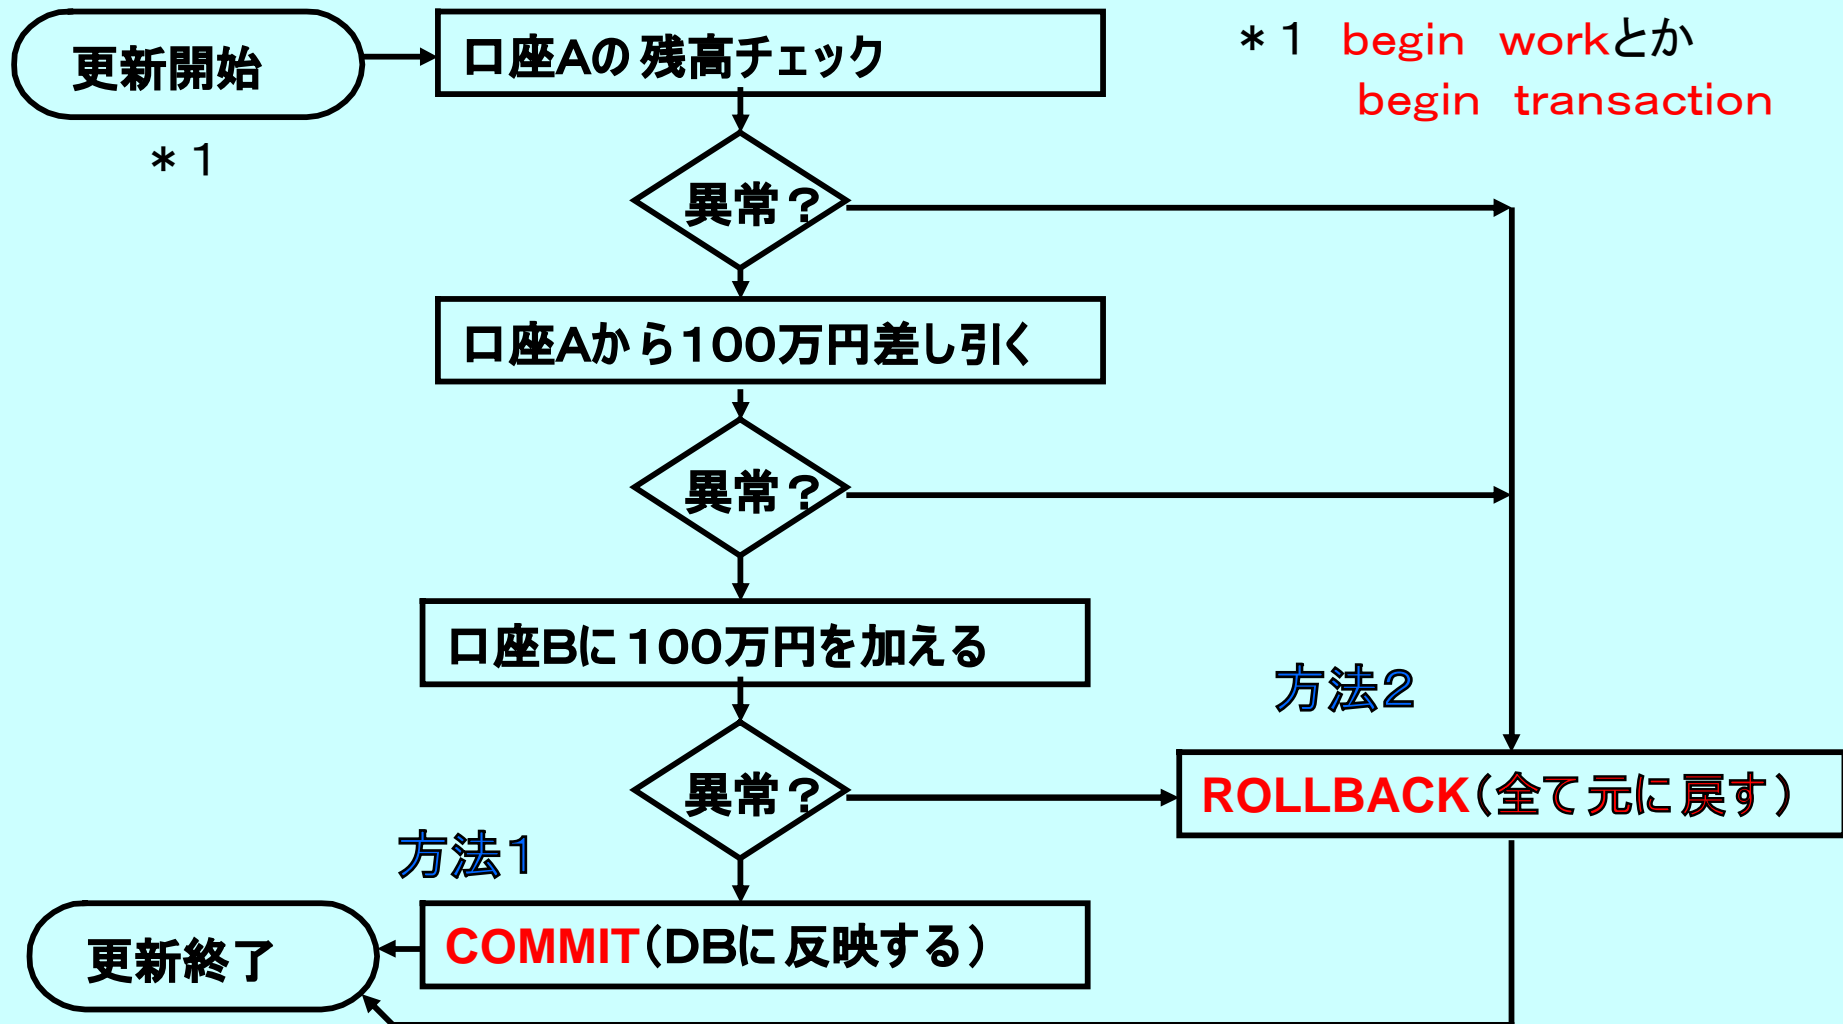 更新開始
口座Aの残高チェック
＊１ begin workとか
begin transaction
＊１
異常？
口座Aから１００万円差し引く
異常？
口座Bに１００万円を加える
方法２
異常？
ROLLBACK（全て元に戻す）
方法１
COMMIT（DBに反映する）
更新終了